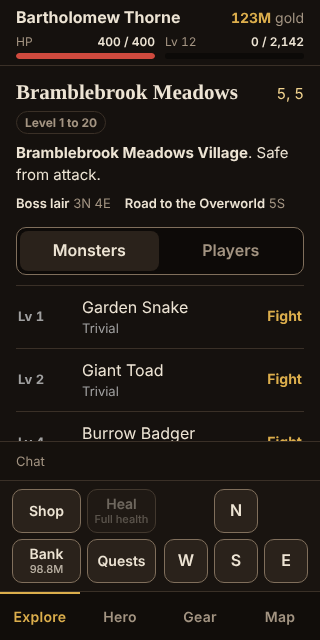 Bartholomew Thorne 123M gold
HP 400 / 400 Lv 12 0 / 2,142
Bramblebrook Meadows 5, 5
Level 1 to 20
Bramblebrook Meadows Village. Safe
from attack.
Boss lair 3N 4E Road to the Overworld 5S
Monsters Players
Lv 1 Garden Snake Fight
Trivial
Lv 2 Giant Toad Fight
Trivial
Lv 4 Burrow Badger Fight
Chat
Shop Heal N
Full health
Bank Quests W S E
98.8M
Explore Hero Gear Map